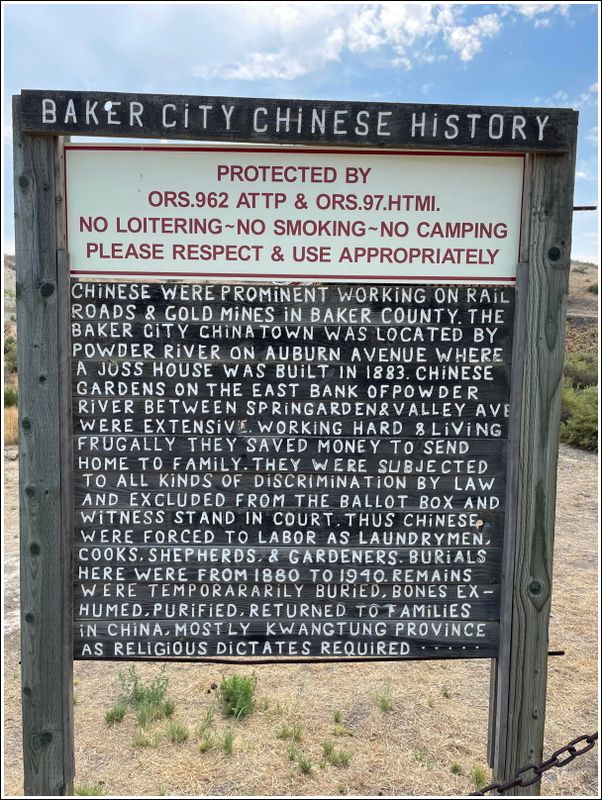 BAKER CiTY CHiNESE HiSTORY
PROTECTED BY
ORS.962 ATTP & ORS.97.HTMI.
NO LOITERING~NO SMOKING~NO CAMPING
PLEASE RESPECT & USE APPROPRIATELY
CHINESE WERE PROMINENT WORKING ON RAIL
ROADS & GOLD MINES IN BAKER COUNTY. THE
BAKER CITY CHINATOWN WAS LOCATED BY
POWDER RIVER ON AUBURN AVENUE WHERE
A JOSS HOUSE WAS BUILT IN 1883. CHINESE
GARDENS ON THE EAST BANK OFPOWDER
RIVER BETWEEN SPRINGARDEN&VALLEY AVE
WERE EXTENSIVE. WORKING HARD & LIVING
FRUGALLY THEY SAVED MONEY TO SEND
HOME TO FAMILY. THEY WERE SUBJECTED
TO ALL KINDS OF DISCRIMINATION BY LAW
AND EXCLUDED FROM THE BALLOT BOX AND
WITNESS STAND IN COURT. THUS CHINESE
WERE FORCED TO LABOR AS LAUNDRYMEN,
COOKS, SHEPHERDS, & GARDENERS. BURIALS
HERE WERE FROM 1880 TO 1940. REMAINS
WERE TEMPORARARILY BURIED, BONES EX-
HUMED, PURIFIED, RETURNED TO FAMILIES
IN CHINA, MOSTLY KWANGTUNG PROVINCE
AS RELIGIOUS DICTATES REQUIRED . . . . .